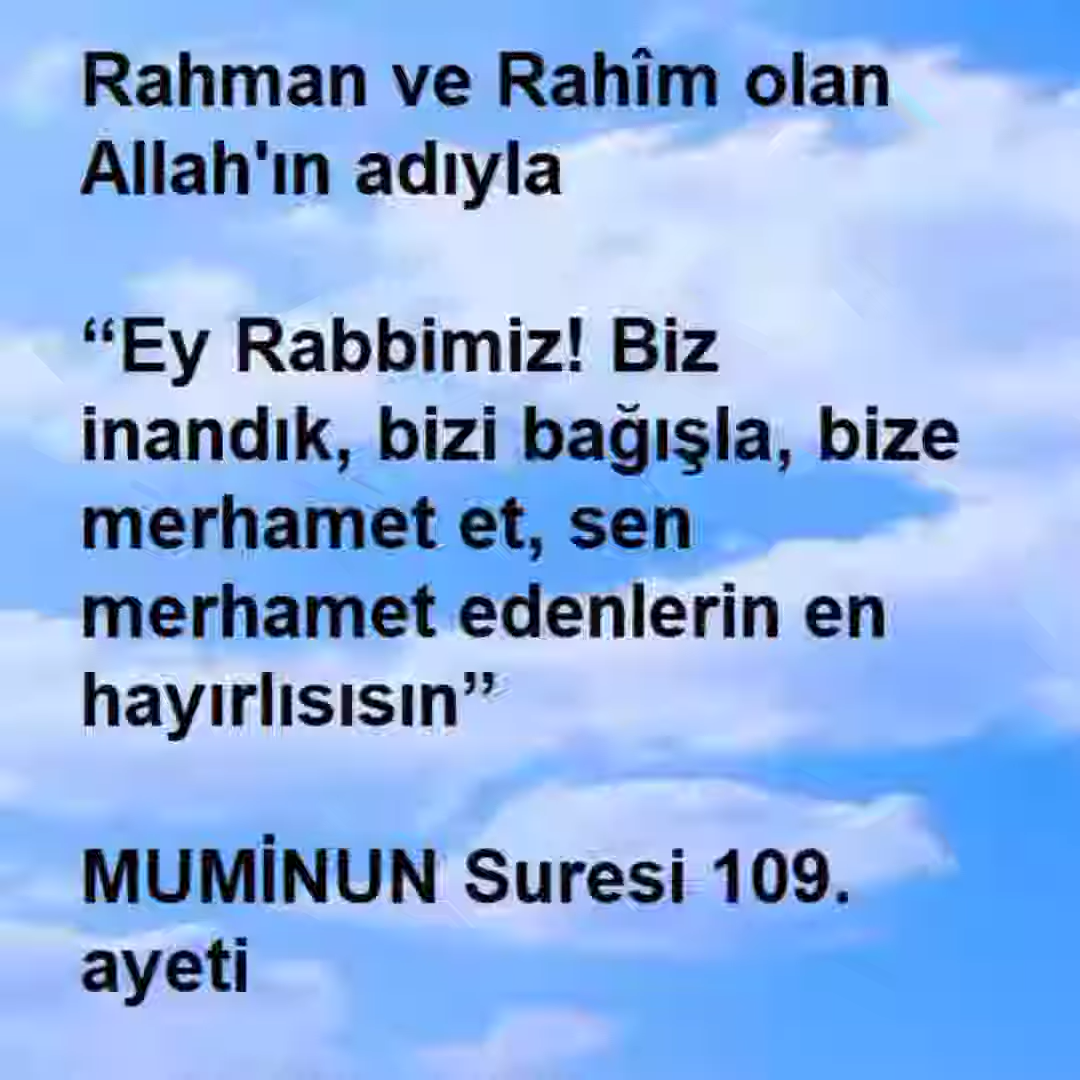 Rahman ve Rahîm olan
Allah'ın adıyla
“Ey Rabbimiz! Biz
inandık, bizi bağışla, bize
merhamet et, sen
merhamet edenlerin en
hayırlısısın”
MUMİNUN Suresi 109.
ayeti